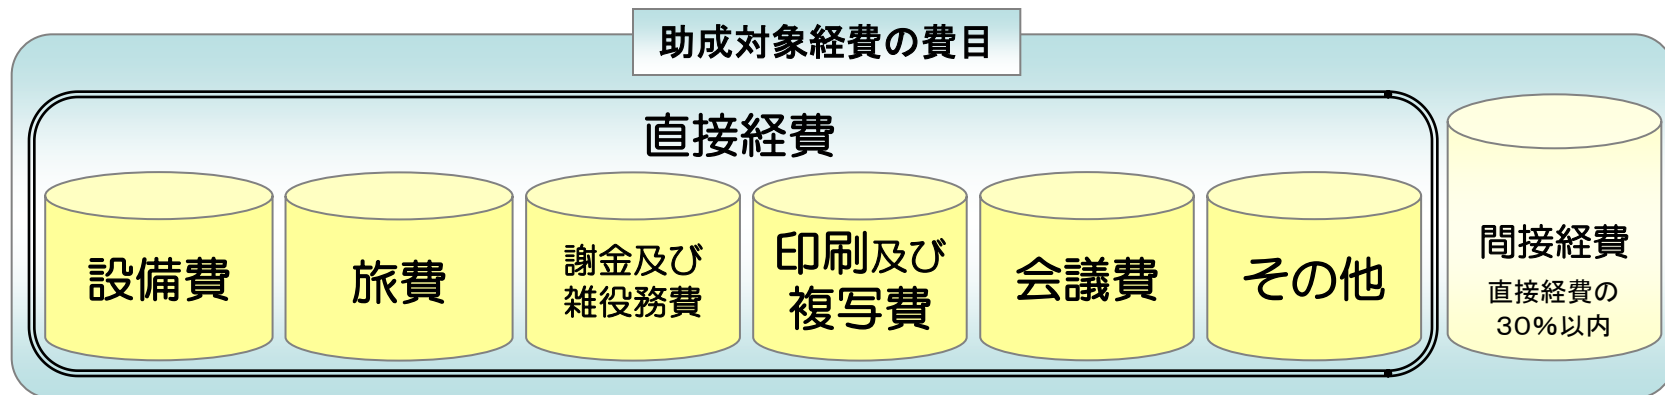 助成対象経費の費目
直接経費
設備費
旅費
謝金及び
雑役務費
印刷及び
複写費
会議費
その他
間接経費
直接経費の
30%以内